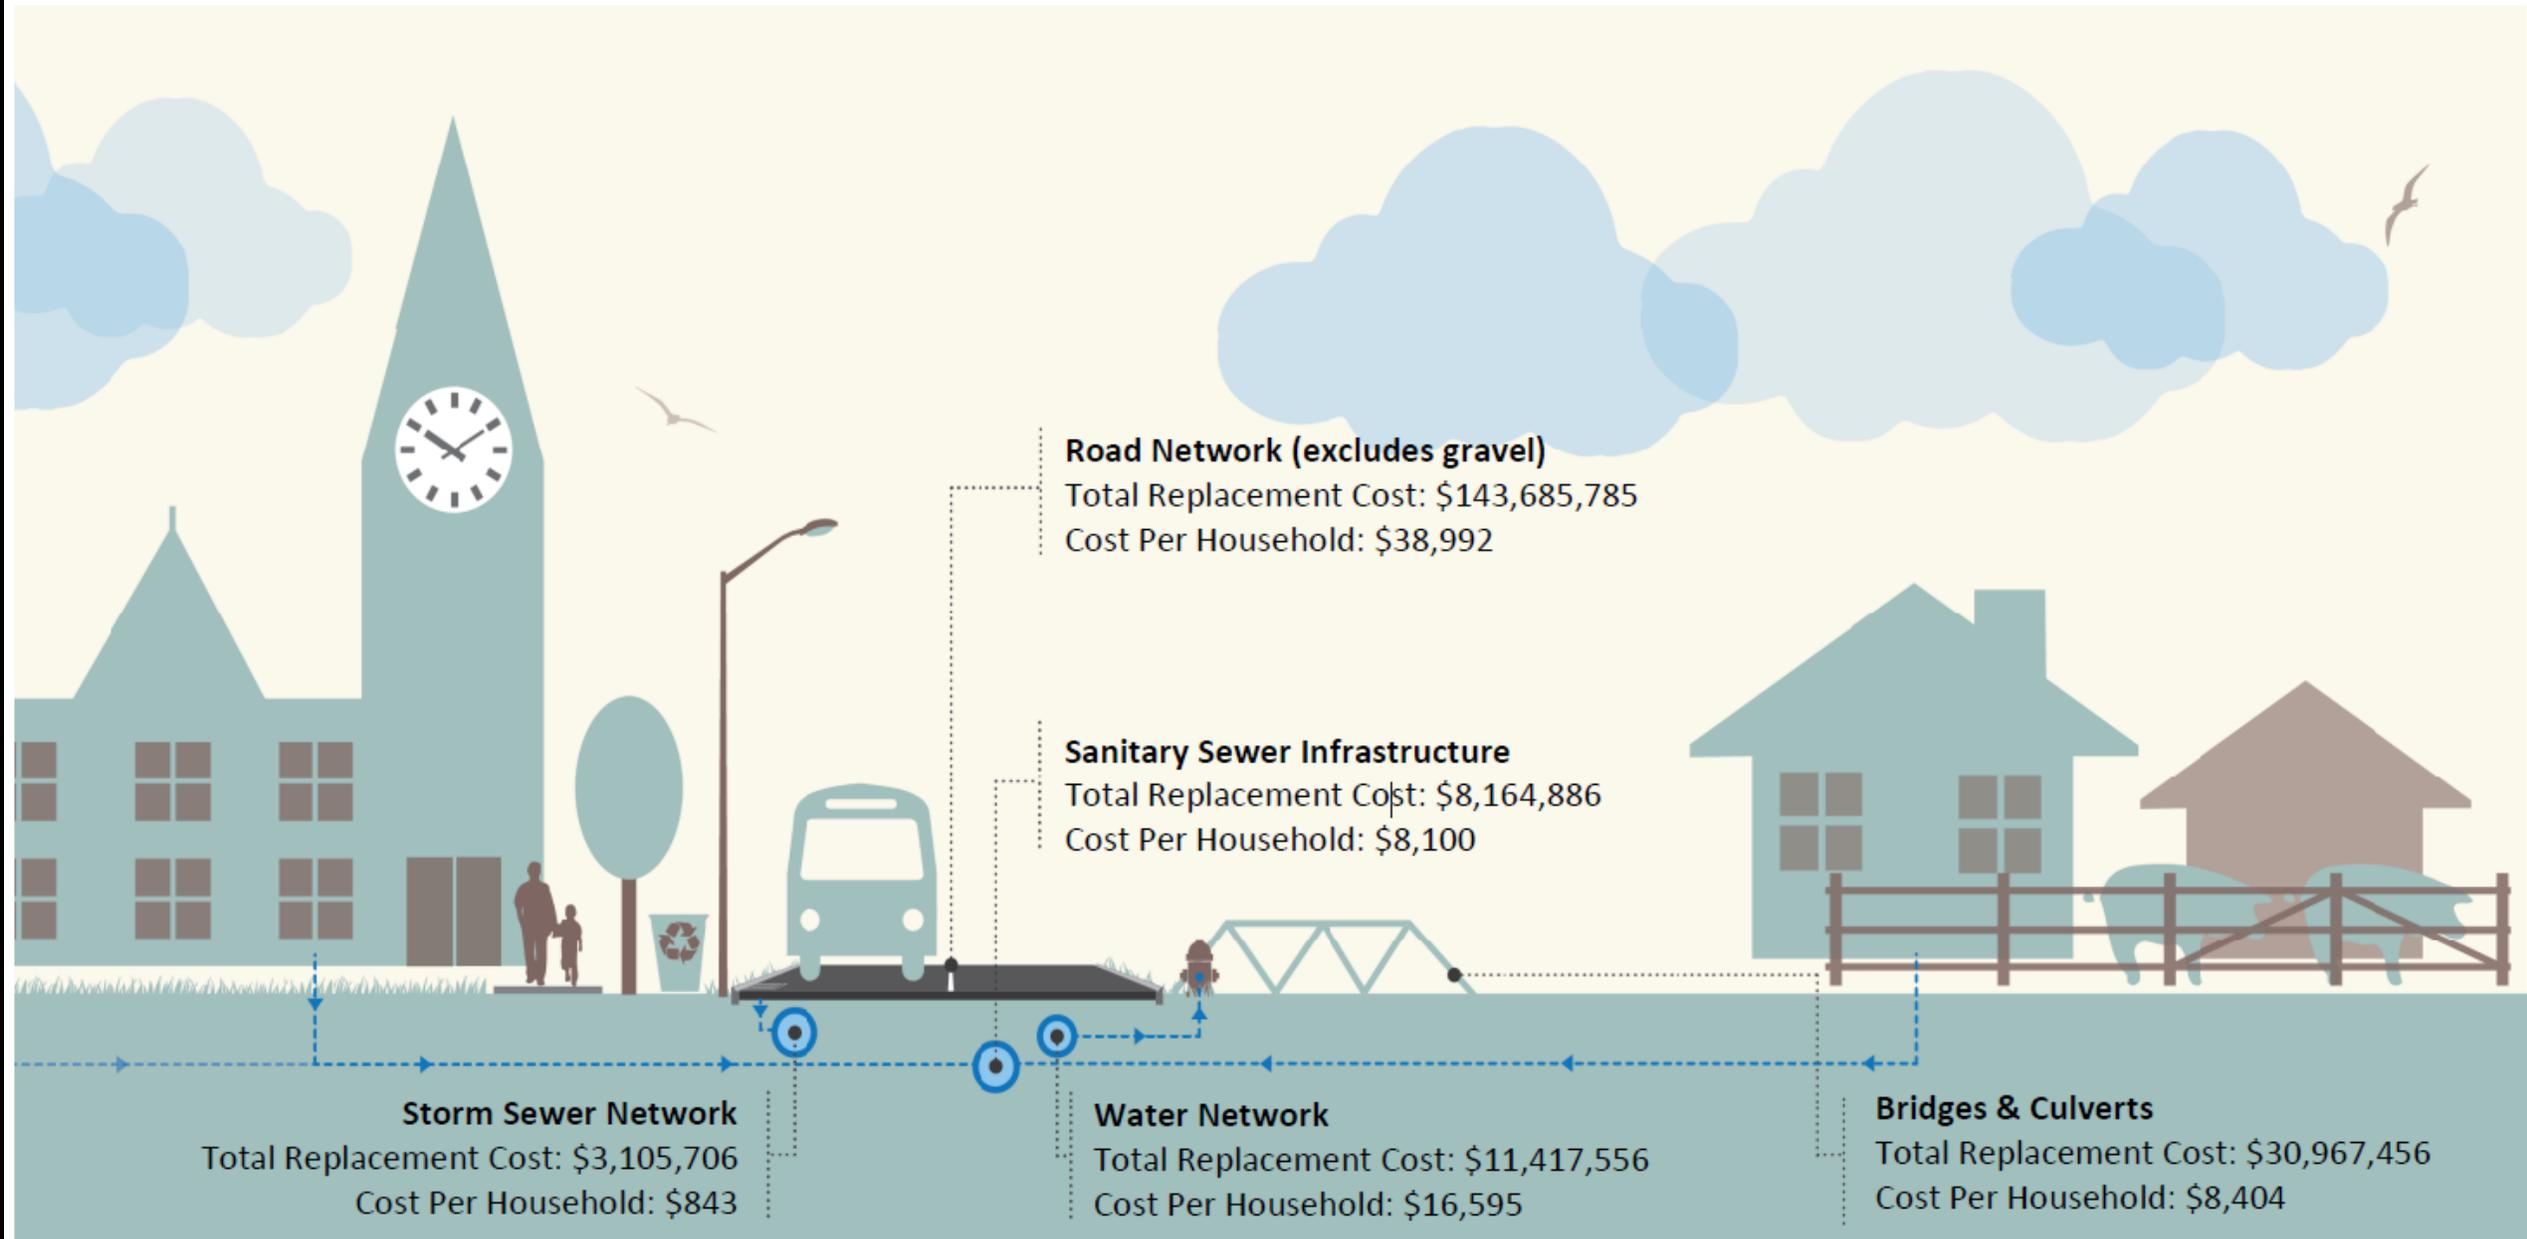 Road Network (excludes gravel)
Total Replacement Cost: $143,685,785
Cost Per Household: $38,992
Sanitary Sewer Infrastructure
Total Replacement Cost: $8,164,886
Cost Per Household: $8,100
Storm Sewer Network
Total Replacement Cost: $3,105,706
Cost Per Household: $843
Water Network
Total Replacement Cost: $11,417,556
Cost Per Household: $16,595
Bridges & Culverts
Total Replacement Cost: $30,967,456
Cost Per Household: $8,404